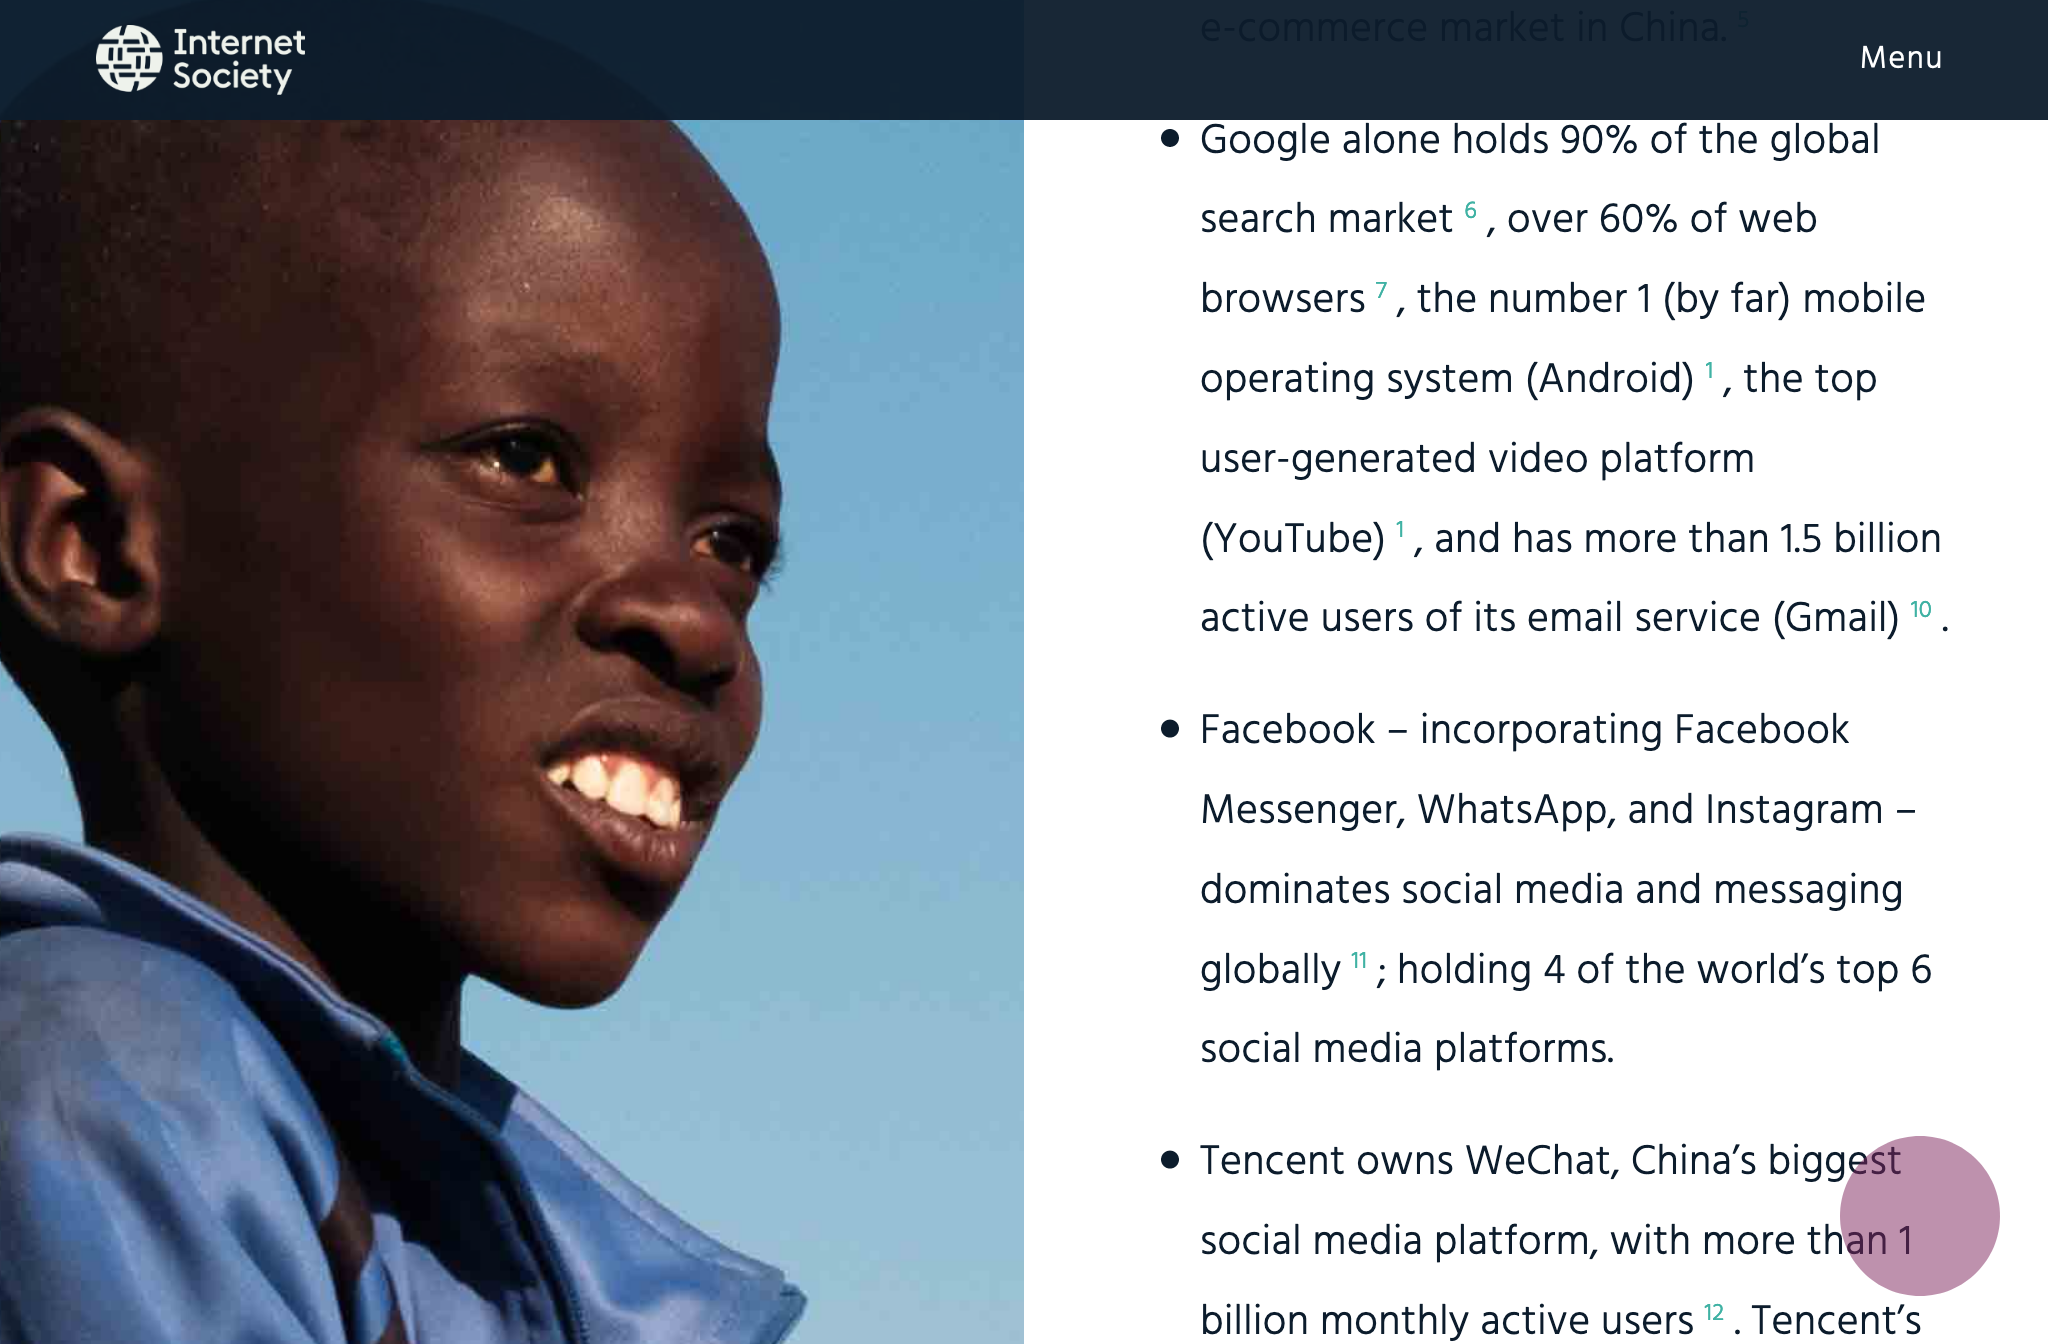 Internet
Society
e-commerce market in China. 5
Menu
• Google alone holds 90% of the global
search market 6 , over 60% of web
browsers 7 , the number 1 (by far) mobile
operating system (Android) 1 , the top
user-generated video platform
(YouTube) 1 , and has more than 1.5 billion
active users of its email service (Gmail) 10 .
• Facebook – incorporating Facebook
Messenger, WhatsApp, and Instagram –
dominates social media and messaging
globally 11 ; holding 4 of the world’s top 6
social media platforms.
• Tencent owns WeChat, China’s biggest
social media platform, with more than 1
billion monthly active users 12 . Tencent’s